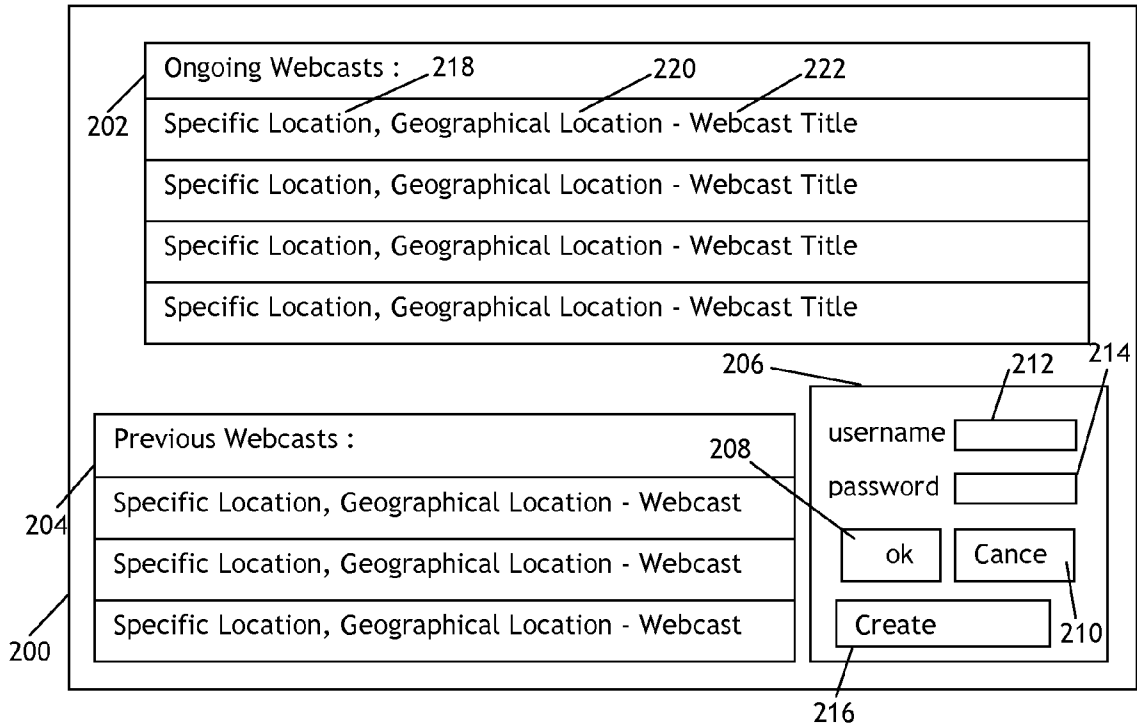 Ongoing Webcasts : 218 220 222
202
Specific Location, Geographical Location - Webcast Title
Specific Location, Geographical Location - Webcast Title
Specific Location, Geographical Location - Webcast Title
Specific Location, Geographical Location - Webcast Title
206 212 214
Previous Webcasts :
208
username
password
204
Specific Location, Geographical Location - Webcast
Specific Location, Geographical Location - Webcast
ok Cance
Specific Location, Geographical Location - Webcast
Create 210
200
216